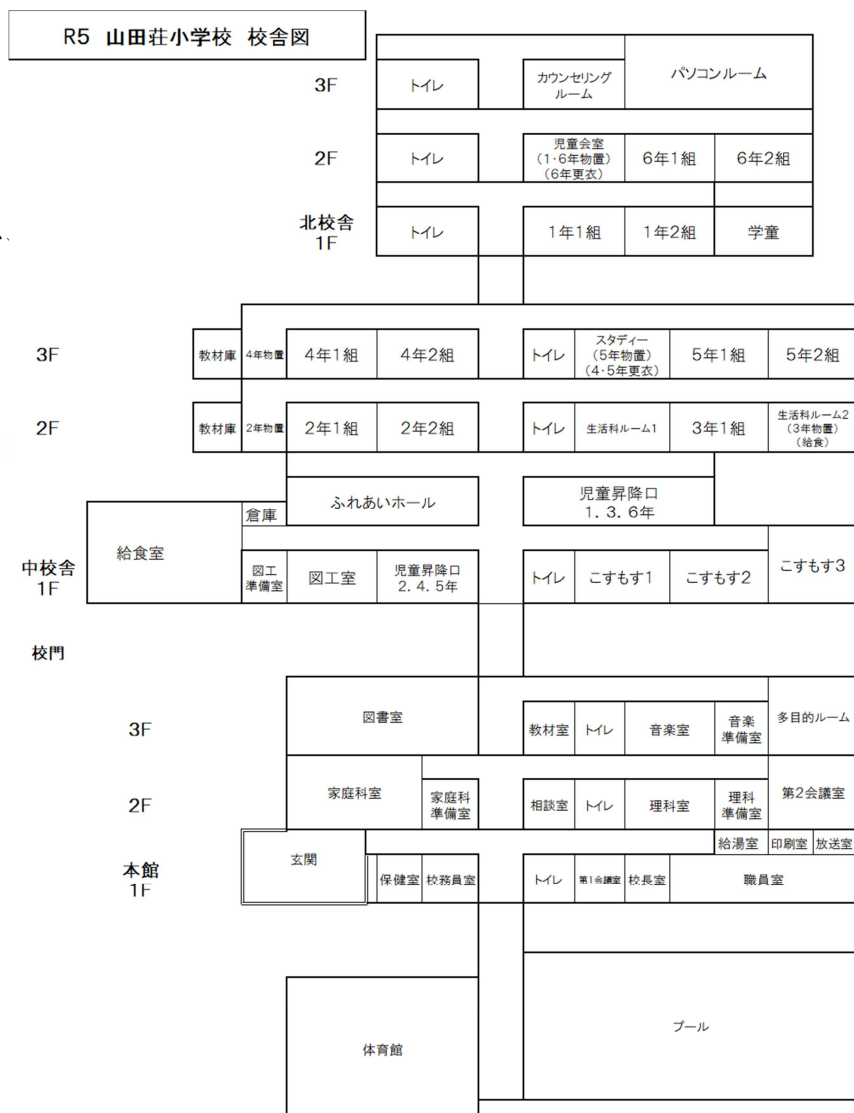 R5 山田荘小学校 校舎図
3F
トイレ
カウンセリング
ルーム
パソコンルーム
2F
トイレ
児童会室
(1・6年物置)
(6年更衣)
6年1組
6年2組
北校舎
1F
トイレ
1年1組
1年2組
学童
3F
教材庫
4年物置
4年1組
4年2組
トイレ
スタディー
(5年物置)
(4・5年更衣)
5年1組
5年2組
2F
教材庫
2年物置
2年1組
2年2組
トイレ
生活科ルーム1
3年1組
生活科ルーム2
(3年物置)
(給食)
ふれあいホール
児童昇降口
1.3.6年
倉庫
給食室
中校舎
1F
図工
準備室
図工室
児童昇降口
2.4.5年
トイレ
こすもす1
こすもす2
こすもす3
校門
3F
図書室
教材室
トイレ
音楽室
音楽
準備室
多目的ルーム
2F
家庭科室
家庭科
準備室
相談室
トイレ
理科室
理科
準備室
第2会議室
給湯室
印刷室
放送室
本館
1F
玄関
保健室
校務員室
トイレ
第1会議室
校長室
職員室
プール
体育館